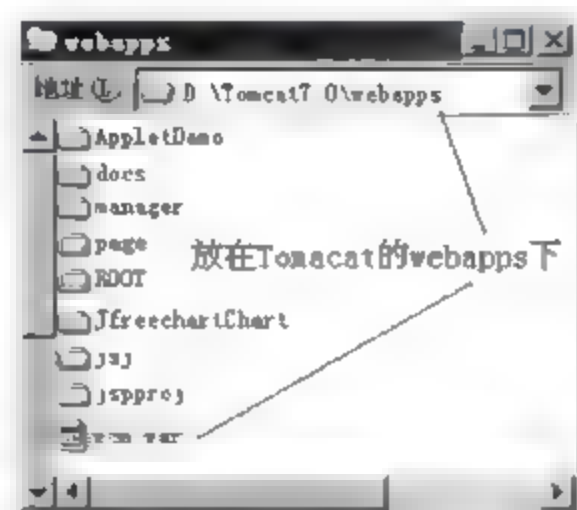 webapps
地址(L) D \Tomcat7 0\webapps
AppletDemo
docs
manager
page
放在Tomacat的webapps下
ROOT
JfreechartChart
jspproj
war